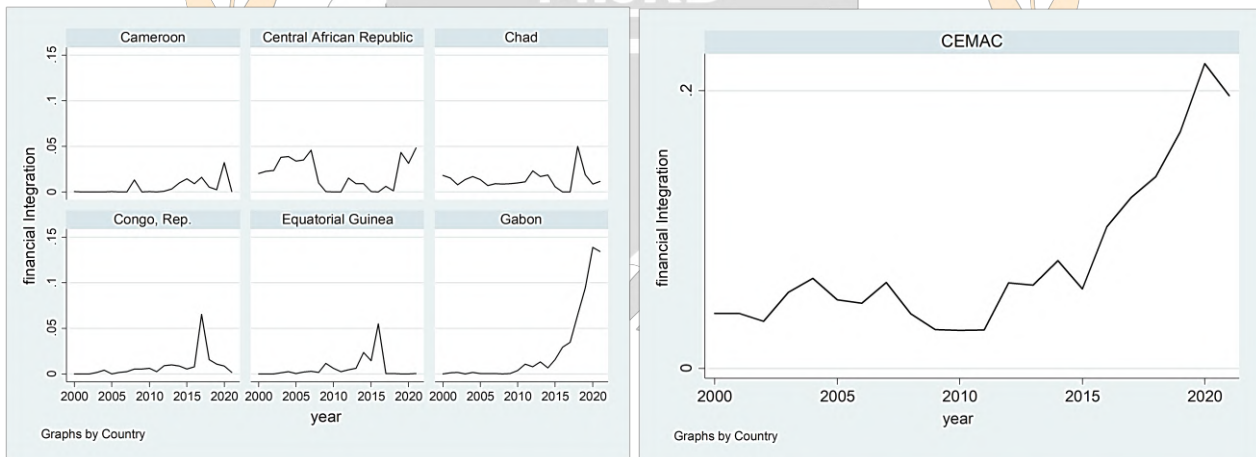 Cameroon
Central African Republic
Chad
.15
.1
.05
0
Congo, Rep.
Equatorial Guinea
Gabon
.15
.1
.05
0
financial Integration
financial Integration
2000 2005 2010 2015 2020 2000 2005 2010 2015 2020 2000 2005 2010 2015 2020
year
Graphs by Country
CEMAC
.2
0
financial Integration
2000 2005 2010 2015 2020
year
Graphs by Country